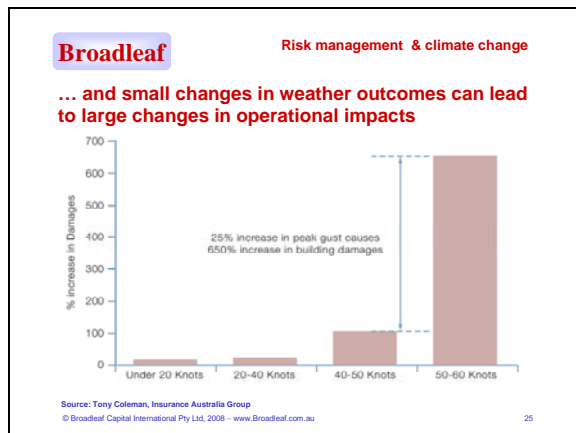 Broadleaf
Risk management & climate change
… and small changes in weather outcomes can lead
to large changes in operational impacts
700
600
500
400
300
200
100
0
% increase in Damages
25% increase in peak gust causes
650% increase in building damages
Under 20 Knots
20-40 Knots
40-50 Knots
50-60 Knots
Source: Tony Coleman, Insurance Australia Group
© Broadleaf Capital International Pty Ltd, 2008 – www.Broadleaf.com.au
25